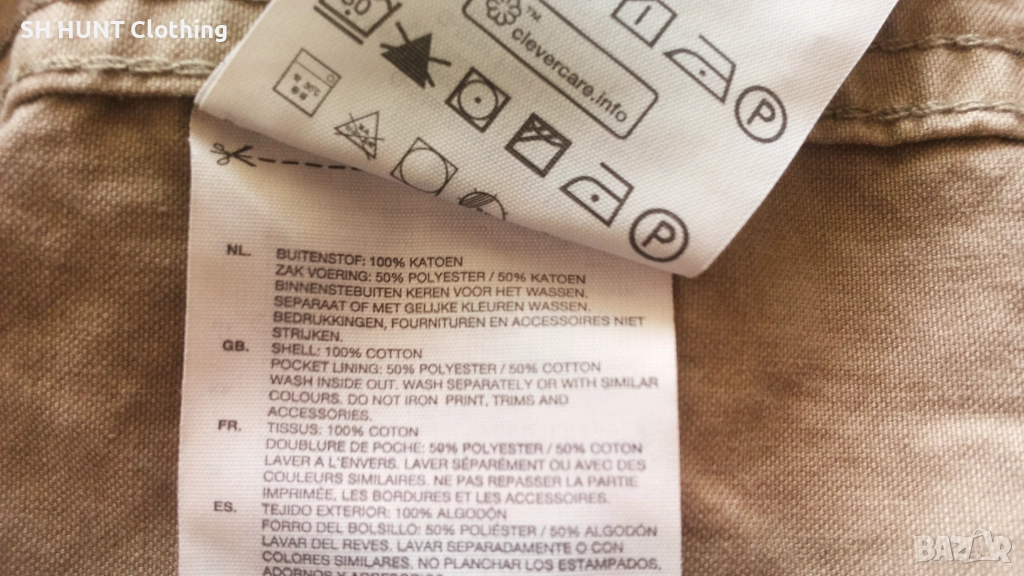 SH HUNT Clothing
™
clevercare.info
P
P
NL. BUITENSTOF: 100% KATOEN
ZAK VOERING: 50% POLYESTER / 50% KATOEN
BINNENSTEBUITEN KEREN VOOR HET WASSEN.
SEPARAAT OF MET GELIJKE KLEUREN WASSEN.
BEDRUKKINGEN, FOURNITUREN EN ACCESSOIRES NIET
STRIJKEN.
GB. SHELL: 100% COTTON
POCKET LINING: 50% POLYESTER / 50% COTTON
WASH INSIDE OUT. WASH SEPARATELY OR WITH SIMILAR
COLOURS. DO NOT IRON PRINT, TRIMS AND
ACCESSORIES.
FR. TISSUS: 100% COTON
DOUBLURE DE POCHE: 50% POLYESTER / 50% COTON
LAVER A L'ENVERS. LAVER SÉPARÉMENT OU AVEC DES
COULEURS SIMILAIRES. NE PAS REPASSER LA PARTIE
IMPRIMÉE, LES BORDURES ET LES ACCESSOIRES.
ES. TEJIDO EXTERIOR: 100% ALGODÓN
FORRO DEL BOLSILLO: 50% POLIÉSTER / 50% ALGODÓN
LAVAR DEL REVES. LAVAR SEPARADAMENTE O CON
COLORES SIMILARES. NO PLANCHAR LOS ESTAMPADOS,
BAZAR